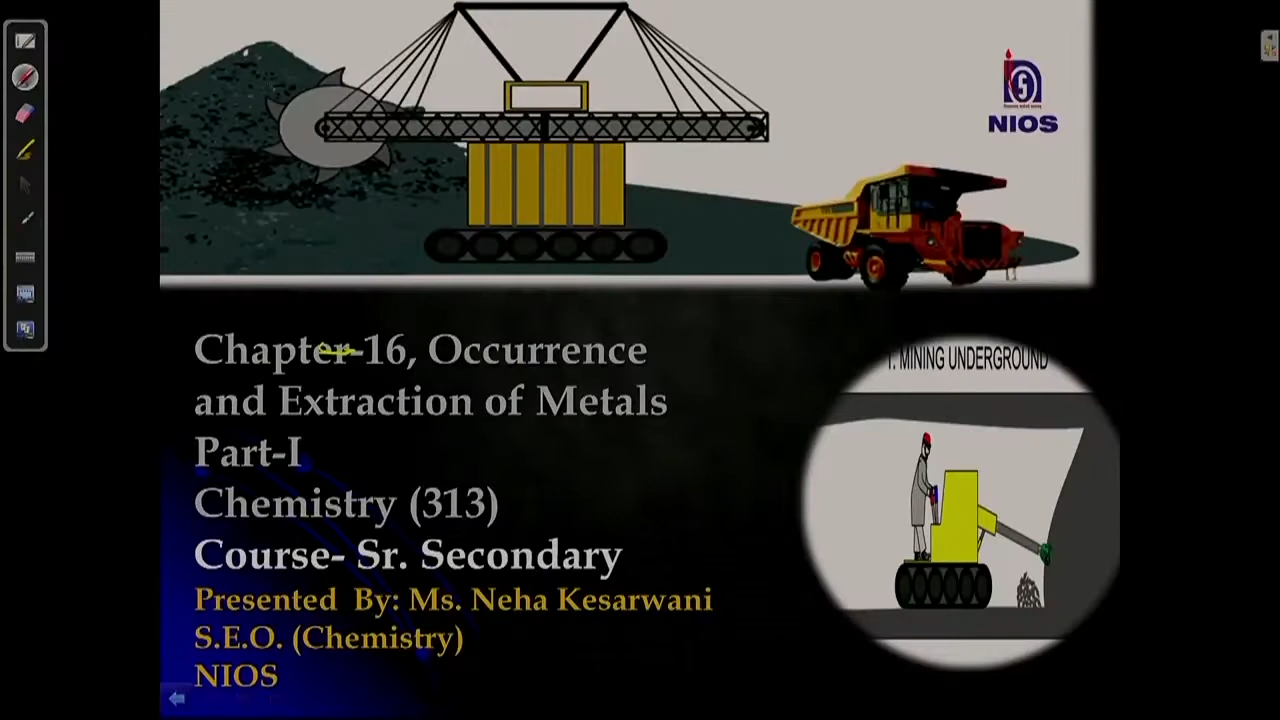 NIOS
Chapter-16, Occurrence
and Extraction of Metals
Part-I
Chemistry (313)
Course- Sr. Secondary
Presented By: Ms. Neha Kesarwani
S.E.O. (Chemistry)
NIOS
1. MINING UNDERGROUND